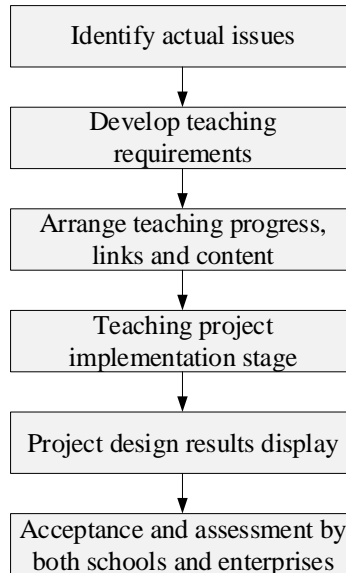 Identify actual issues
Develop teaching
requirements
Arrange teaching progress,
links and content
Teaching project
implementation stage
Project design results display
Acceptance and assessment by
both schools and enterprises